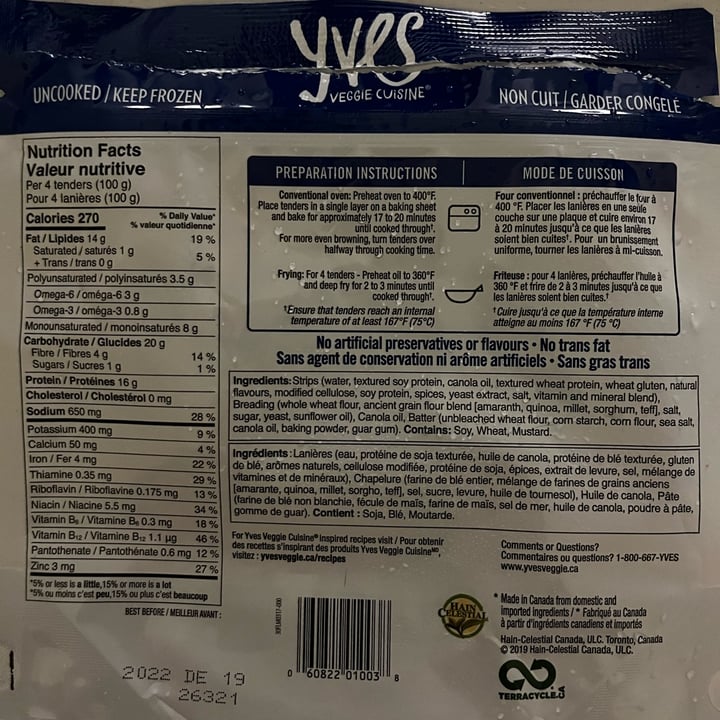 yves
VEGGIE CUISINE®
UNCOOKED / KEEP FROZEN
NON CUIT / GARDER CONGELÉ
Nutrition Facts
Valeur nutritive
Per 4 tenders (100 g)
Pour 4 lanières (100 g)
Calories 270
% Daily Value*
% valeur quotidienne*
Fat / Lipides 14 g 19 %
Saturated / saturés 1 g
+ Trans / trans 0 g 5 %
Polyunsaturated / polyinsaturés 3.5 g
Omega-6 / oméga-6 3 g
Omega-3 / oméga-3 0.8 g
Monounsaturated / monoinsaturés 8 g
Carbohydrate / Glucides 20 g
Fibre / Fibres 4 g 14 %
Sugars / Sucres 1 g 1 %
Protein / Protéines 16 g
Cholesterol / Cholestérol 0 mg
Sodium 650 mg 28 %
Potassium 400 mg 9 %
Calcium 50 mg 4 %
Iron / Fer 4 mg 22 %
Thiamine 0.35 mg 29 %
Riboflavin / Riboflavine 0.175 mg 13 %
Niacin / Niacine 5.5 mg 34 %
Vitamin B₆ / Vitamine B₆ 0.3 mg 18 %
Vitamin B₁₂ / Vitamine B₁₂ 1.1 µg 46 %
Pantothenate / Pantothénate 0.6 mg 12 %
Zinc 3 mg 27 %
*5% or less is a little, 15% or more is a lot
*5% ou moins c'est peu, 15% ou plus c'est beaucoup
BEST BEFORE / MEILLEUR AVANT :
2022 DE 19
26321
PREPARATION INSTRUCTIONS
Conventional oven: Preheat oven to 400°F.
Place tenders in a single layer on a baking sheet
and bake for approximately 17 to 20 minutes
until cooked through†.
For more even browning, turn tenders over
halfway through cooking time.
Frying: For 4 tenders - Preheat oil to 360°F
and deep fry for 2 to 3 minutes until
cooked through†.
†Ensure that tenders reach an internal
temperature of at least 167°F (75°C)
MODE DE CUISSON
Four conventionnel : préchauffer le four à
400 °F. Placer les lanières en une seule
couche sur une plaque et cuire environ 17
à 20 minutes jusqu'à ce que les lanières
soient bien cuites†. Pour un brunissement
uniforme, tourner les lanières à mi-cuisson.
Friteuse : pour 4 lanières, préchauffer l'huile à
360 °F et frire de 2 à 3 minutes jusqu'à ce que
les lanières soient bien cuites.†
†Cuire jusqu'à ce que la température interne
atteigne au moins 167 °F (75 °C)
No artificial preservatives or flavours • No trans fat
Sans agent de conservation ni arôme artificiels • Sans gras trans
Ingredients: Strips (water, textured soy protein, canola oil, textured wheat protein, wheat gluten, natural
flavours, modified cellulose, soy protein, spices, yeast extract, salt, vitamin and mineral blend),
Breading (whole wheat flour, ancient grain flour blend [amaranth, quinoa, millet, sorghum, teff], salt,
sugar, yeast, sunflower oil), Canola oil, Batter (unbleached wheat flour, corn starch, corn flour, sea salt,
canola oil, baking powder, guar gum). Contains: Soy, Wheat, Mustard.
Ingrédients : Lanières (eau, protéine de soja texturée, huile de canola, protéine de blé texturée, gluten
de blé, arômes naturels, cellulose modifiée, protéine de soja, épices, extrait de levure, sel, mélange de
vitamines et de minéraux), Chapelure (farine de blé entier, mélange de farines de grains anciens
[amarante, quinoa, millet, sorgho, teff], sel, sucre, levure, huile de tournesol), Huile de canola, Pâte
(farine de blé non blanchie, fécule de maïs, farine de maïs, sel de mer, huile de canola, poudre à pâte,
gomme de guar). Contient : Soja, Blé, Moutarde.
For Yves Veggie Cuisine® inspired recipes visit / Pour obtenir
des recettes s'inspirant des produits Yves Veggie Cuisineᴹᴰ,
visitez : yvesveggie.ca/recipes
Comments or Questions?
Commentaires ou questions? 1-800-667-YVES
www.yvesveggie.ca
0 60822 01003 8
HAIN
CELESTIAL
* Made in Canada from domestic and
imported ingredients / * Fabriqué au Canada
à partir d'ingrédients canadiens et importés
Hain-Celestial Canada, ULC. Toronto, Canada
© 2019 Hain-Celestial Canada, ULC.
TERRACYCLE.CA